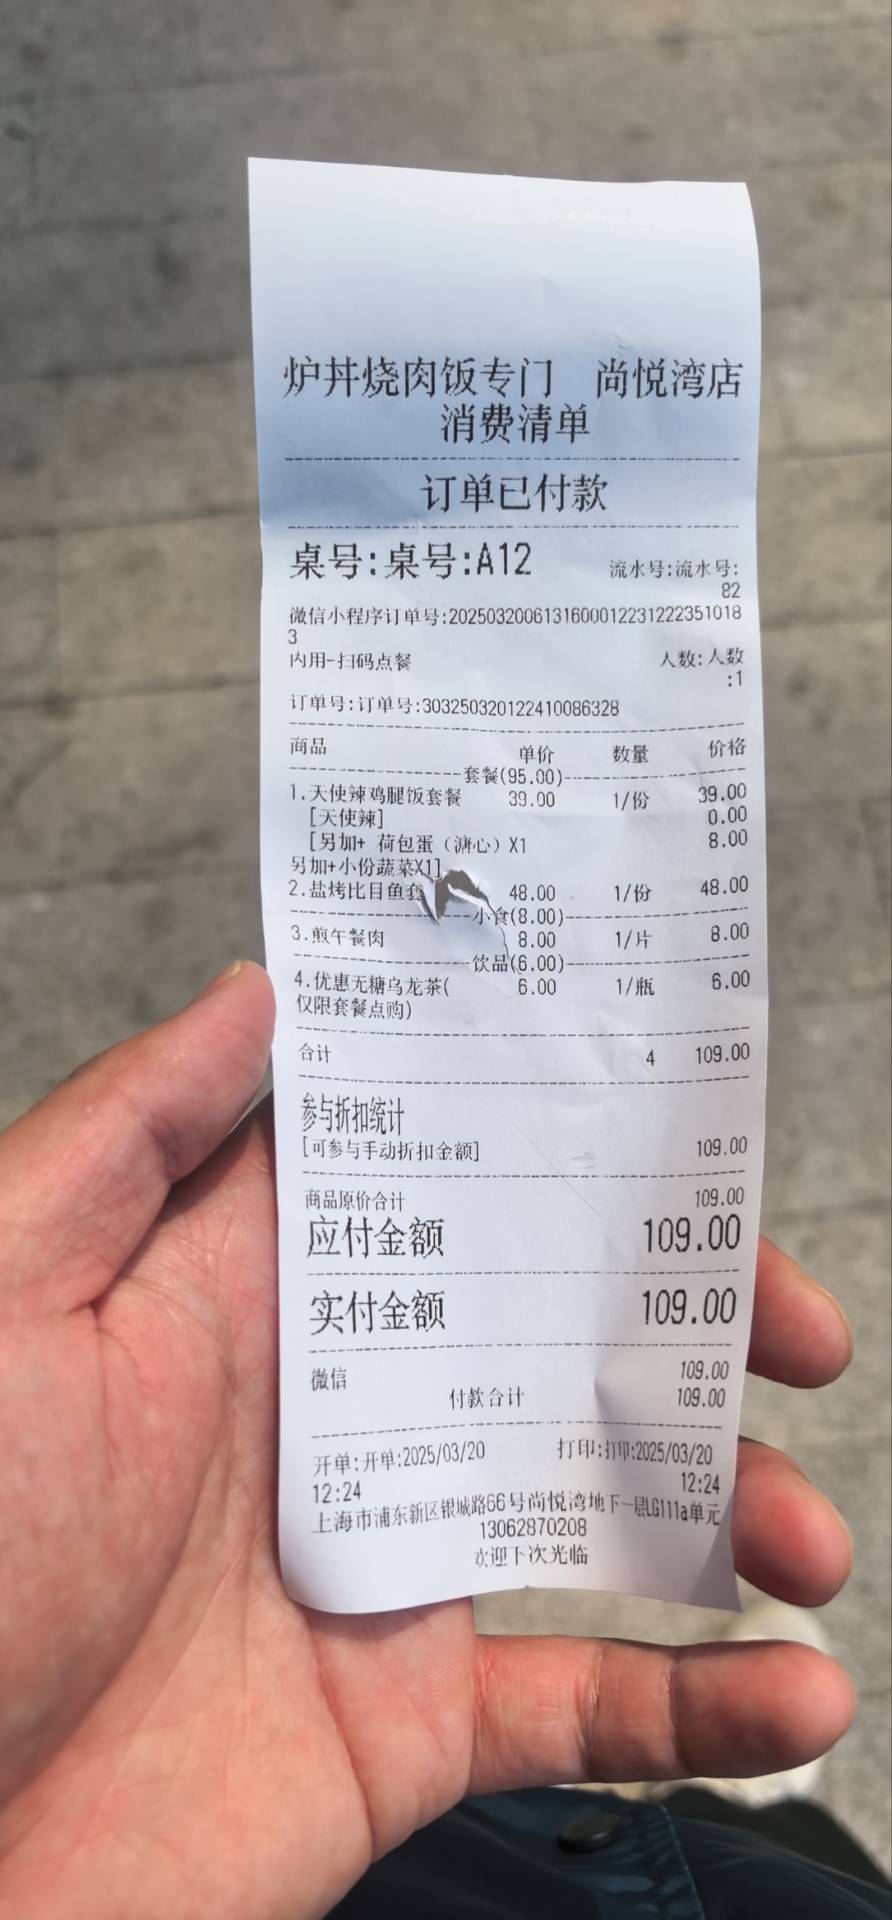 炉丼烧肉饭专门 尚悦湾店
消费清单
订单已付款
桌号:桌号:A12 流水号:流水号:
82
微信小程序订单号:2025032006131600012231222351018
3
内用-扫码点餐 人数:人数
:1
订单号:订单号:303250320122410086328
商品 单价 数量 价格
套餐(95.00)
1.天使辣鸡腿饭套餐 39.00 1/份 39.00
[天使辣] 0.00
[另加+ 荷包蛋（溏心）X1 8.00
另加+小份蔬菜X1]
2.盐烤比目鱼套 48.00 1/份 48.00
小食(8.00)
3.煎午餐肉 8.00 1/片 8.00
饮品(6.00)
4.优惠无糖乌龙茶( 6.00 1/瓶 6.00
仅限套餐点购)
合计 4 109.00
参与折扣统计
[可参与手动折扣金额] 109.00
商品原价合计 109.00
应付金额 109.00
实付金额 109.00
微信 109.00
付款合计 109.00
开单:开单:2025/03/20 打印:打印:2025/03/20
12:24 12:24
上海市浦东新区银城路66号尚悦湾地下一层LG111a单元
13062870208
欢迎下次光临